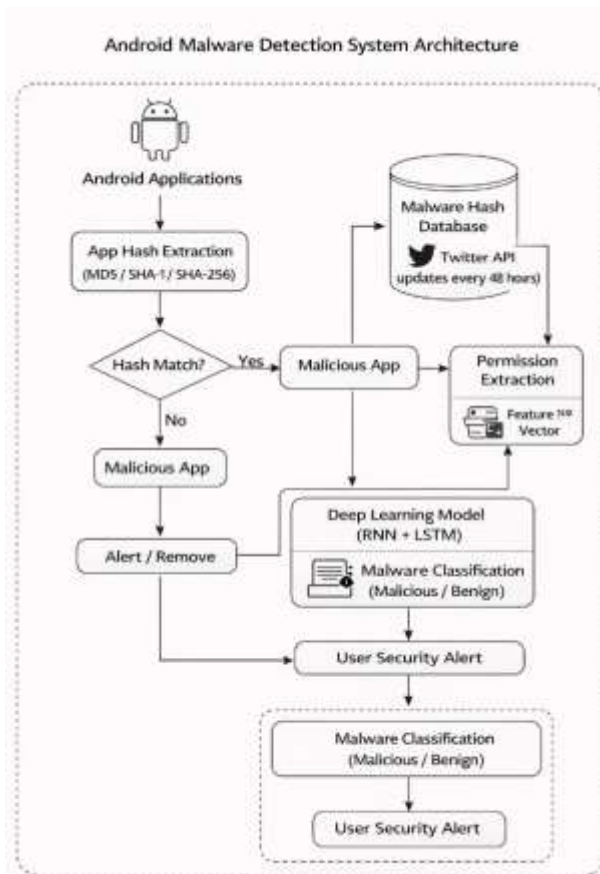 Android Malware Detection System Architecture
Android Applications
App Hash Extraction
(MD5 / SHA-1/ SHA-256)
Hash Match?
Yes
No
Malicious App
Malware Hash
Database
Twitter API
updates every 48 hours)
Permission
Extraction
Feature
Vector
Malicious App
Alert / Remove
Deep Learning Model
(RNN + LSTM)
Malware Classification
(Malicious / Benign)
User Security Alert
Malware Classification
(Malicious / Benign)
User Security Alert